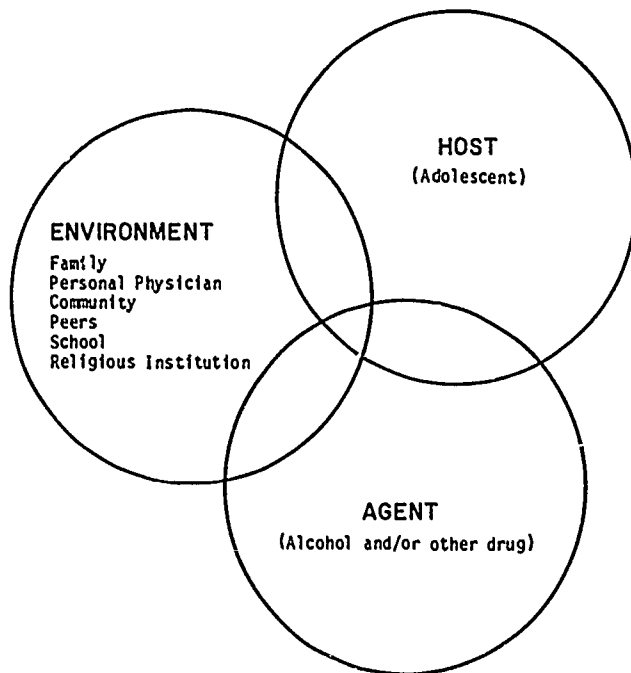 HOST
(Adolescent)
ENVIRONMENT
Family
Personal Physician
Community
Peers
School
Religious Institution
AGENT
(Alcohol and/or other drug)